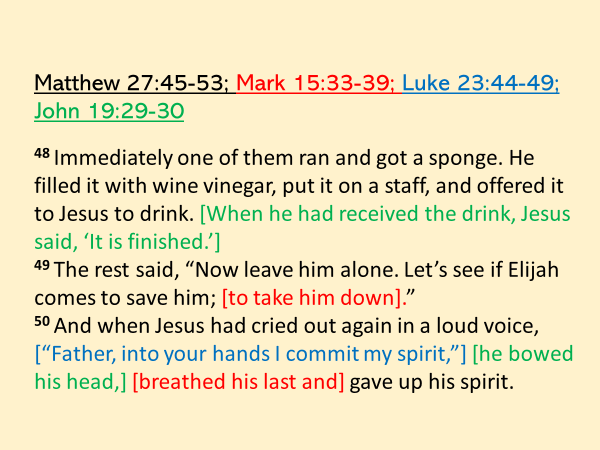 Matthew 27:45-53; Mark 15:33-39; Luke 23:44-49;
John 19:29-30
48 Immediately one of them ran and got a sponge. He
filled it with wine vinegar, put it on a staff, and offered it
to Jesus to drink. [When he had received the drink, Jesus
said, ‘It is finished.’]
49 The rest said, “Now leave him alone. Let’s see if Elijah
comes to save him; [to take him down].”
50 And when Jesus had cried out again in a loud voice,
[“Father, into your hands I commit my spirit,”] [he bowed
his head,] [breathed his last and] gave up his spirit.